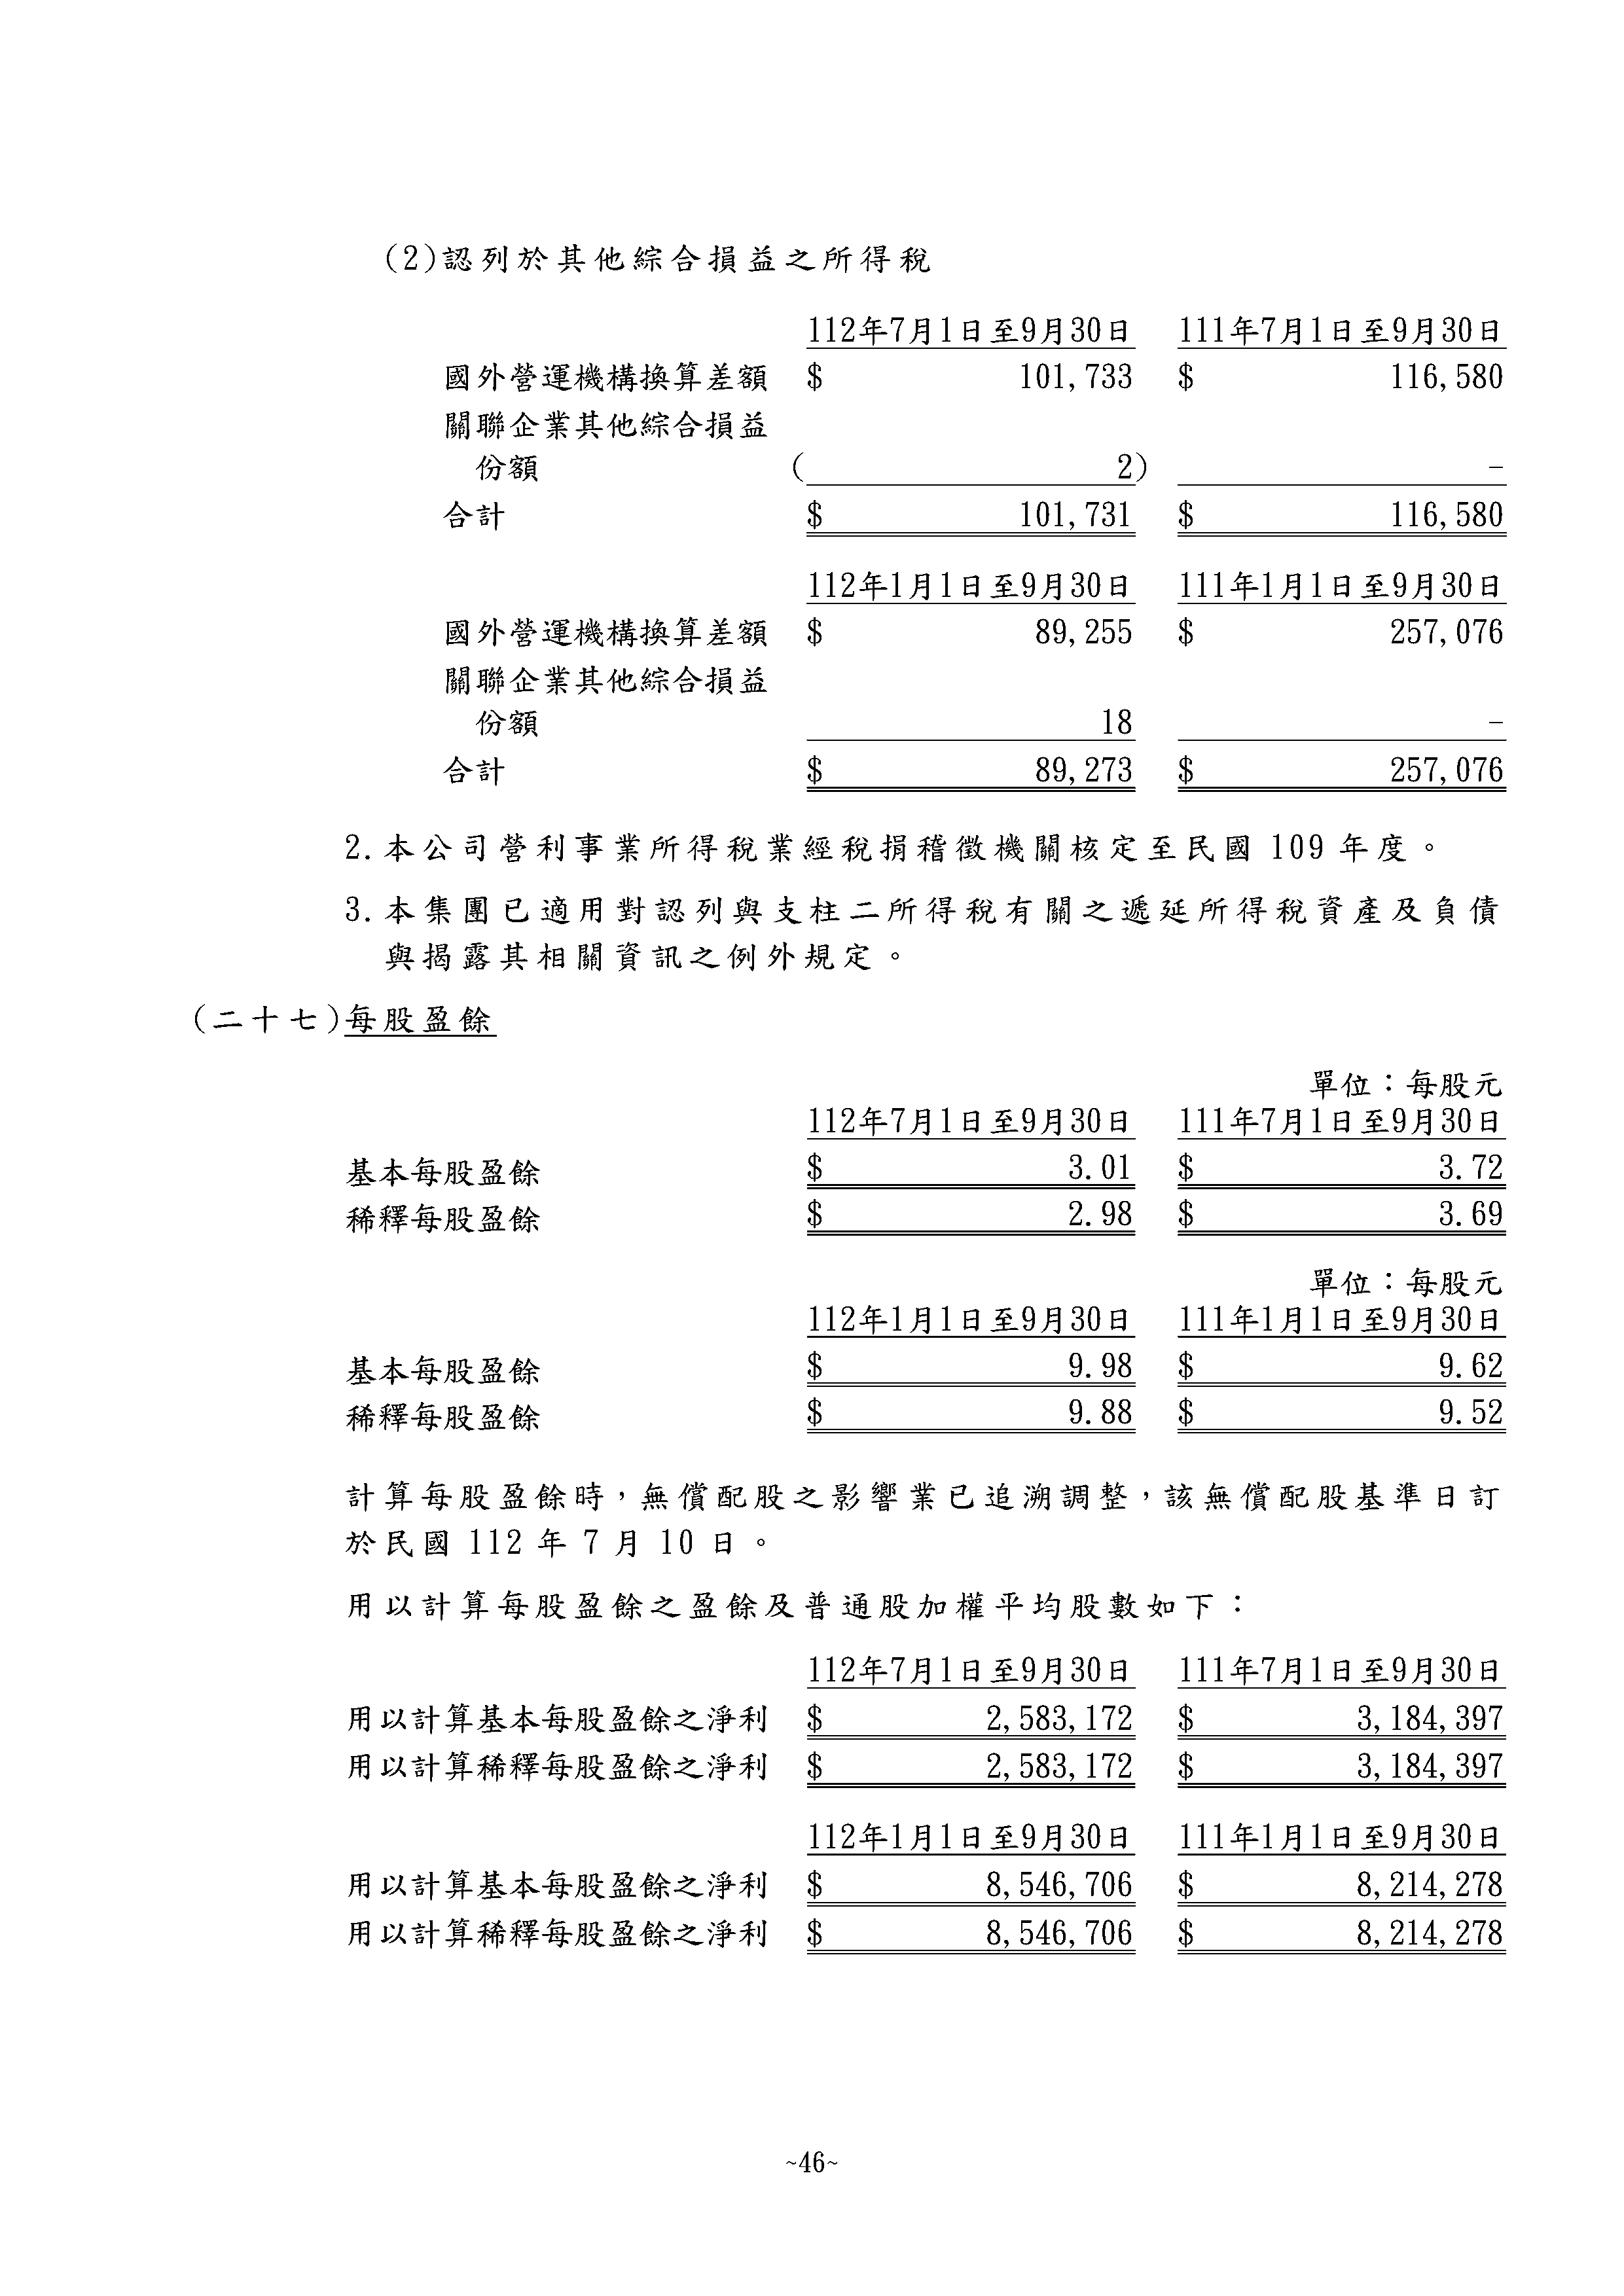 (2)認列於其他綜合損益之所得稅
112年7月1日至9月30日 111年7月1日至9月30日
國外營運機構換算差額 $ 101,733 $ 116,580
關聯企業其他綜合損益
份額 ( 2) -
合計 $ 101,731 $ 116,580
112年1月1日至9月30日 111年1月1日至9月30日
國外營運機構換算差額 $ 89,255 $ 257,076
關聯企業其他綜合損益
份額 18 -
合計 $ 89,273 $ 257,076
2.本公司營利事業所得稅業經稅捐稽徵機關核定至民國 109 年度。
3.本集團已適用對認列與支柱二所得稅有關之遞延所得稅資產及負債
與揭露其相關資訊之例外規定。
(二十七)每股盈餘
單位：每股元
112年7月1日至9月30日 111年7月1日至9月30日
基本每股盈餘 $ 3.01 $ 3.72
稀釋每股盈餘 $ 2.98 $ 3.69
單位：每股元
112年1月1日至9月30日 111年1月1日至9月30日
基本每股盈餘 $ 9.98 $ 9.62
稀釋每股盈餘 $ 9.88 $ 9.52
計算每股盈餘時，無償配股之影響業已追溯調整，該無償配股基準日訂
於民國 112 年 7 月 10 日。
用以計算每股盈餘之盈餘及普通股加權平均股數如下：
112年7月1日至9月30日 111年7月1日至9月30日
用以計算基本每股盈餘之淨利 $ 2,583,172 $ 3,184,397
用以計算稀釋每股盈餘之淨利 $ 2,583,172 $ 3,184,397
112年1月1日至9月30日 111年1月1日至9月30日
用以計算基本每股盈餘之淨利 $ 8,546,706 $ 8,214,278
用以計算稀釋每股盈餘之淨利 $ 8,546,706 $ 8,214,278
~46~